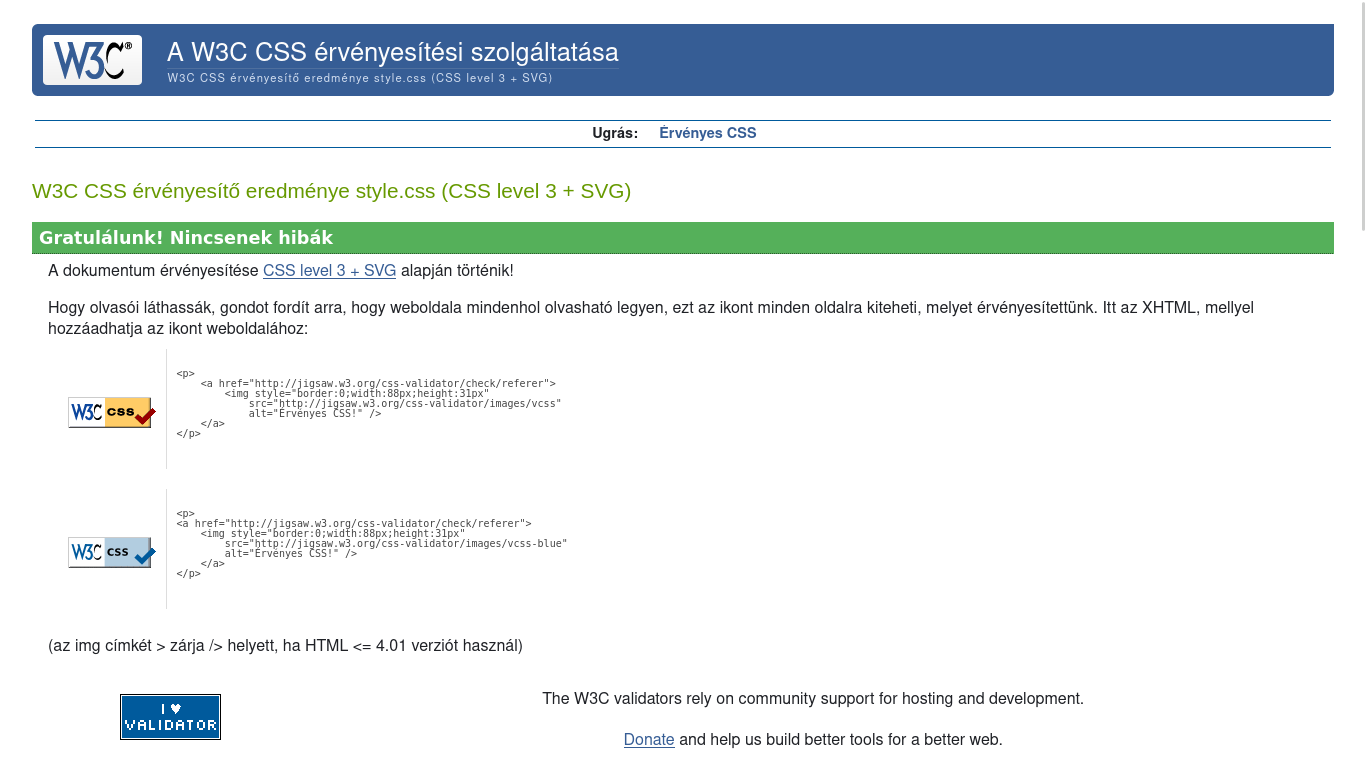 W3C®
A W3C CSS érvényesítési szolgáltatása
W3C CSS érvényesítő eredménye style.css (CSS level 3 + SVG)
Ugrás: Érvényes CSS
W3C CSS érvényesítő eredménye style.css (CSS level 3 + SVG)
Gratulálunk! Nincsenek hibák
A dokumentum érvényesítése CSS level 3 + SVG alapján történik!
Hogy olvasói láthassák, gondot fordít arra, hogy weboldala mindenhol olvasható legyen, ezt az ikont minden oldalra kiteheti, melyet érvényesítettünk. Itt az XHTML, mellyel
hozzáadhatja az ikont weboldalához:
<p>
<a href="http://jigsaw.w3.org/css-validator/check/referer">
<img style="border:0;width:88px;height:31px"
src="http://jigsaw.w3.org/css-validator/images/vcss"
alt="Érvényes CSS!" />
</a>
</p>
W3C CSS
<p>
<a href="http://jigsaw.w3.org/css-validator/check/referer">
<img style="border:0;width:88px;height:31px"
src="http://jigsaw.w3.org/css-validator/images/vcss-blue"
alt="Érvényes CSS!" />
</a>
</p>
W3C CSS
(az img címkét > zárja /> helyett, ha HTML <= 4.01 verziót használ)
I ♥
VALIDATOR
The W3C validators rely on community support for hosting and development.
Donate and help us build better tools for a better web.